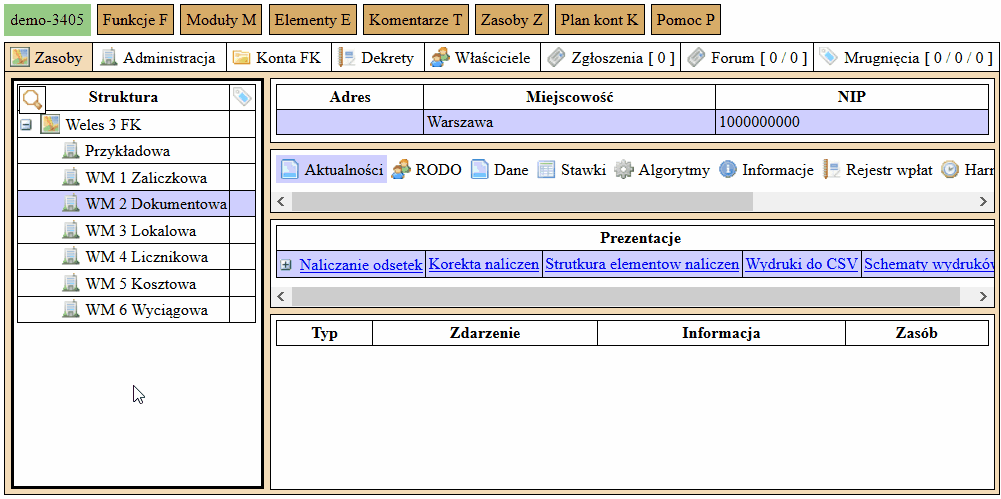 demo-3405 Funkcje F Moduły M Elementy E Komentarze T Zasoby Z Plan kont K Pomoc P
Zasoby Administracja Konta FK Dekrety Właściciele Zgłoszenia [ 0 ] Forum [ 0 / 0 ] Mrugnięcia [ 0 / 0 / 0 ]
Struktura
Weles 3 FK
Przykładowa
WM 1 Zaliczkowa
WM 2 Dokumentowa
WM 3 Lokalowa
WM 4 Licznikowa
WM 5 Kosztowa
WM 6 Wyciągowa
Adres Miejscowość NIP
Warszawa 1000000000
Aktualności RODO Dane Stawki Algorytmy Informacje Rejestr wpłat Harr
Prezentacje
Naliczanie odsetek Korekta naliczen Strutkura elementow naliczen Wydruki do CSV Schematy wydruków
Typ Zdarzenie Informacja Zasób